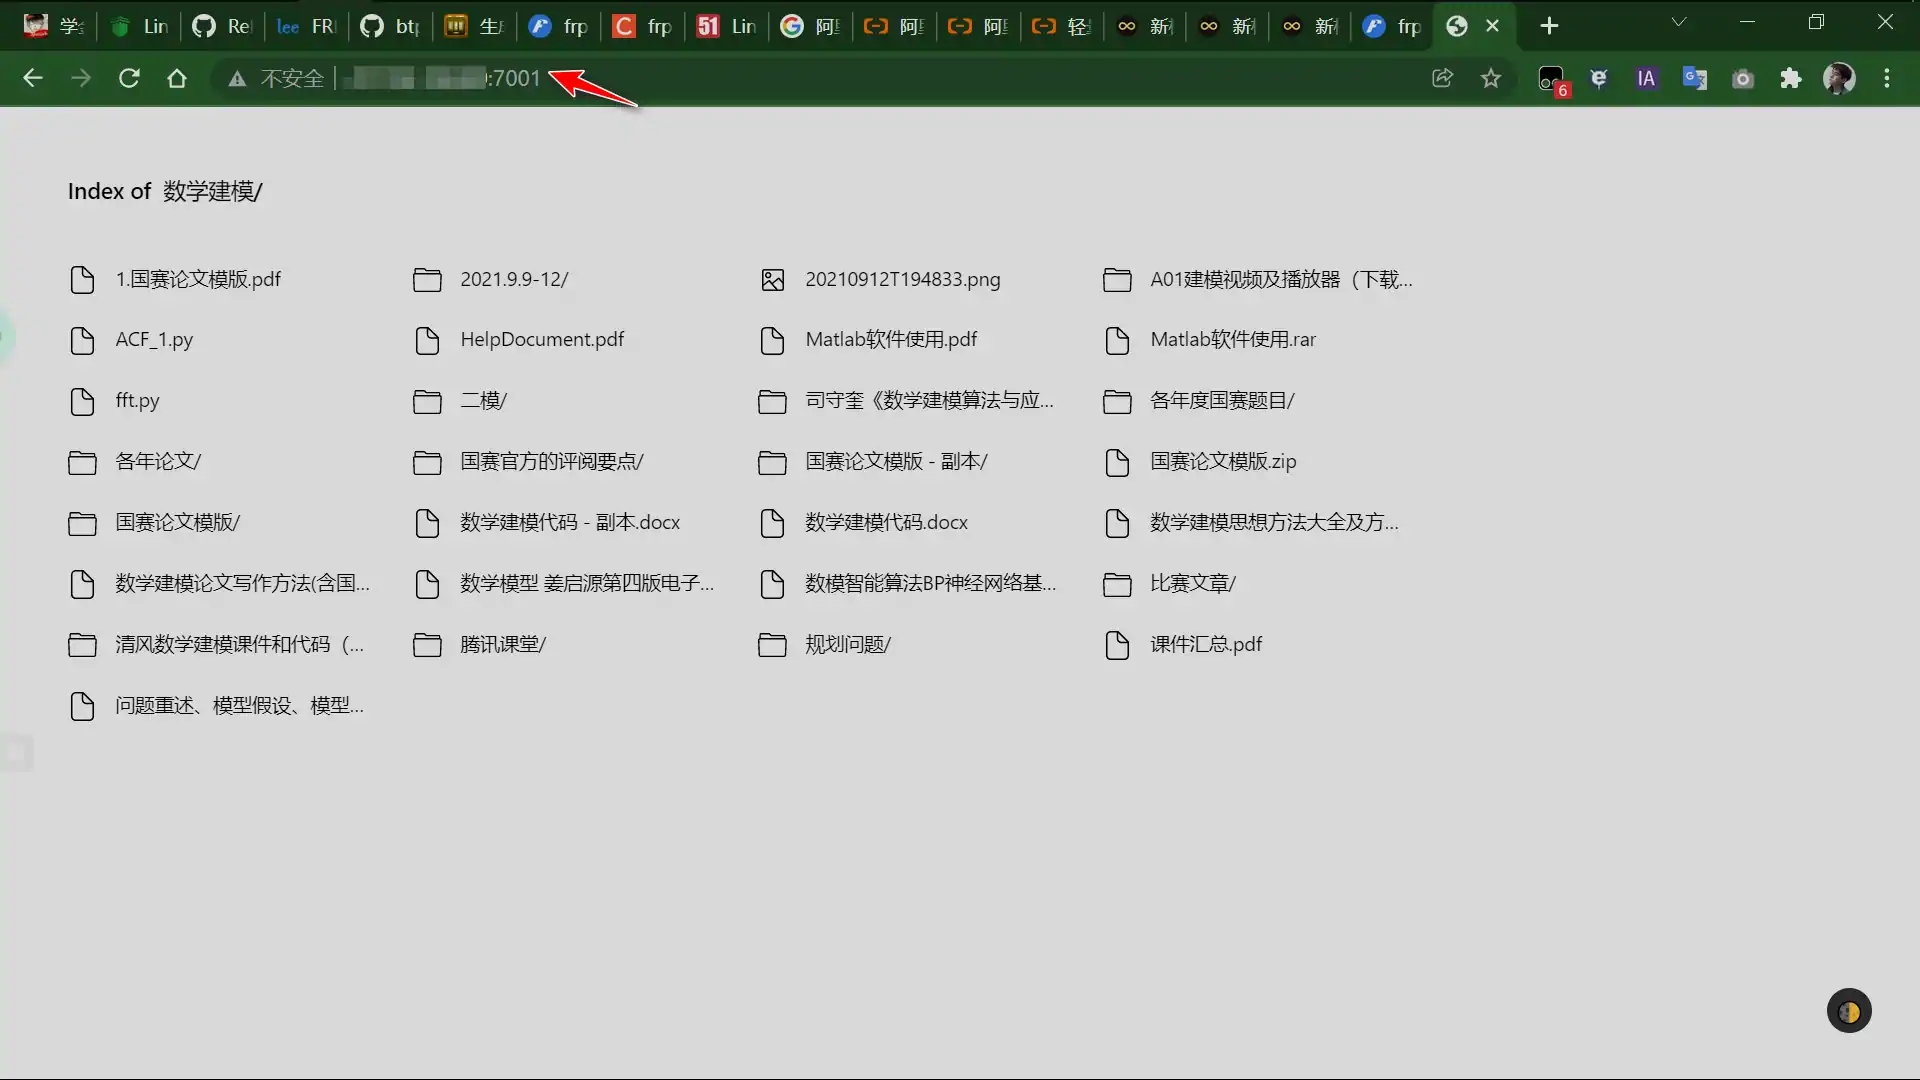 学 Lin Re lee FR btp 生 frp C frp 51 Lin 阿 阿 阿 轻 新 新 新 frp
不安全 :7001 IA 6
Index of 数学建模/
1.国赛论文模版.pdf 2021.9.9-12/ 20210912T194833.png A01建模视频及播放器（下载...
ACF_1.py HelpDocument.pdf Matlab软件使用.pdf Matlab软件使用.rar
fft.py 二模/ 司守奎《数学建模算法与应... 各年度国赛题目/
各年论文/ 国赛官方的评阅要点/ 国赛论文模版 - 副本/ 国赛论文模版.zip
国赛论文模版/ 数学建模代码 - 副本.docx 数学建模代码.docx 数学建模思想方法大全及方...
数学建模论文写作方法(含国... 数学模型 姜启源第四版电子... 数模智能算法BP神经网络基... 比赛文章/
清风数学建模课件和代码（... 腾讯课堂/ 规划问题/ 课件汇总.pdf
问题重述、模型假设、模型...